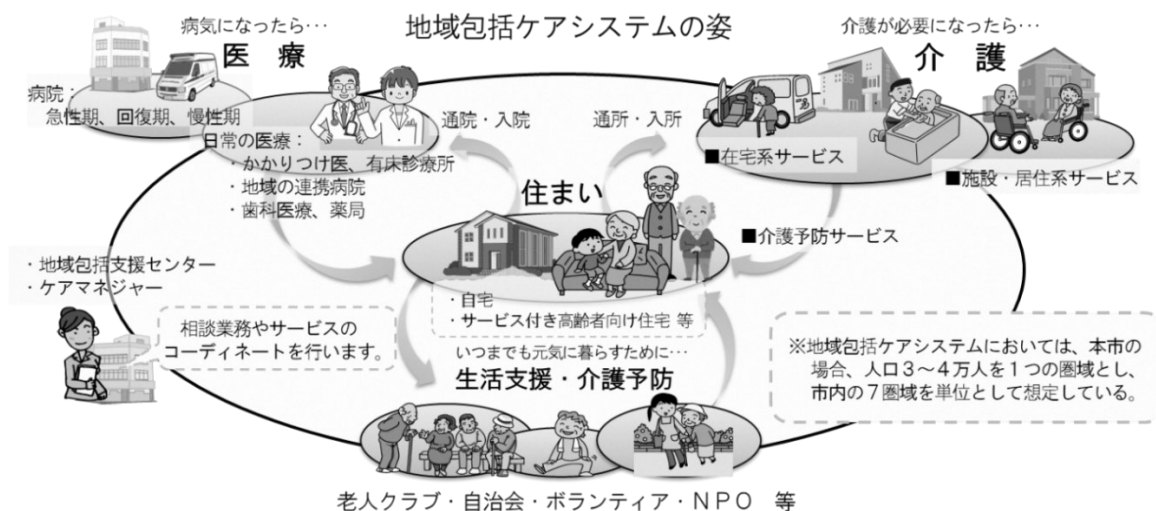 地域包括ケアシステムの姿
病気になったら…
医　療
病院：
急性期、回復期、慢性期
日常の医療：
・かかりつけ医、有床診療所
・地域の連携病院
・歯科医療、薬局
通院・入院
通所・入所
介護が必要になったら…
介　護
■在宅系サービス
■施設・居住系サービス
■介護予防サービス
住まい
・自宅
・サービス付き高齢者向け住宅 等
・地域包括支援センター
・ケアマネジャー
相談業務やサービスの
コーディネートを行います。
いつまでも元気に暮らすために…
生活支援・介護予防
※地域包括ケアシステムにおいては、本市の
場合、人口３～４万人を１つの圏域とし、
市内の７圏域を単位として想定している。
老人クラブ・自治会・ボランティア・ＮＰＯ　等